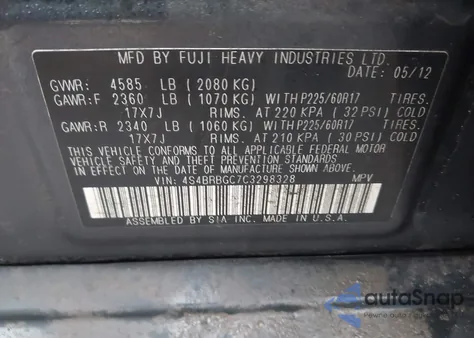 MFD BY FUJI HEAVY INDUSTRIES LTD. 05/12
GVWR: 4585 LB ( 2080 KG)
GAWR:F 2360 LB ( 1070 KG) WITH P225/60R17 TIRES.
17X7J RIMS. AT 220 KPA ( 32 PSI) COLD
GAWR:R 2340 LB ( 1060 KG) WITH P225/60R17 TIRES.
17X7J RIMS. AT 210 KPA ( 30 PSI) COLD
THIS VEHICLE CONFORMS TO ALL APPLICABLE FEDERAL MOTOR
VEHICLE SAFETY AND THEFT PREVENTION STANDARDS IN
EFFECT ON THE DATE OF MANUFACTURE SHOWN ABOVE.
VIN: 4S4BRBGC7C3298328 MPV
ASSEMBLED BY SIA INC. MADE IN U.S.A.
autoSnap
Powered by Auction Insights